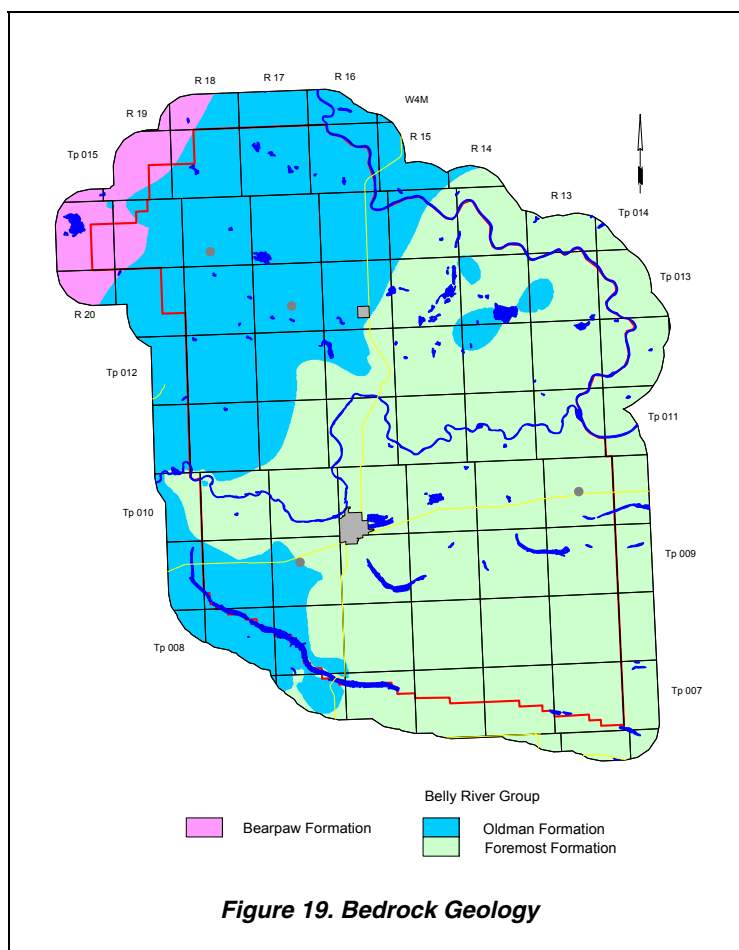 R 16
R 17
R 18
W4M
R 19
R 15
Tp 015
R 14
R 13
Tp 014
Tp 013
R 20
Tp 012
Tp 011
Tp 010
Tp 009
Tp 008
Tp 007
Belly River Group
Bearpaw Formation
Oldman Formation
Foremost Formation
Figure 19. Bedrock Geology